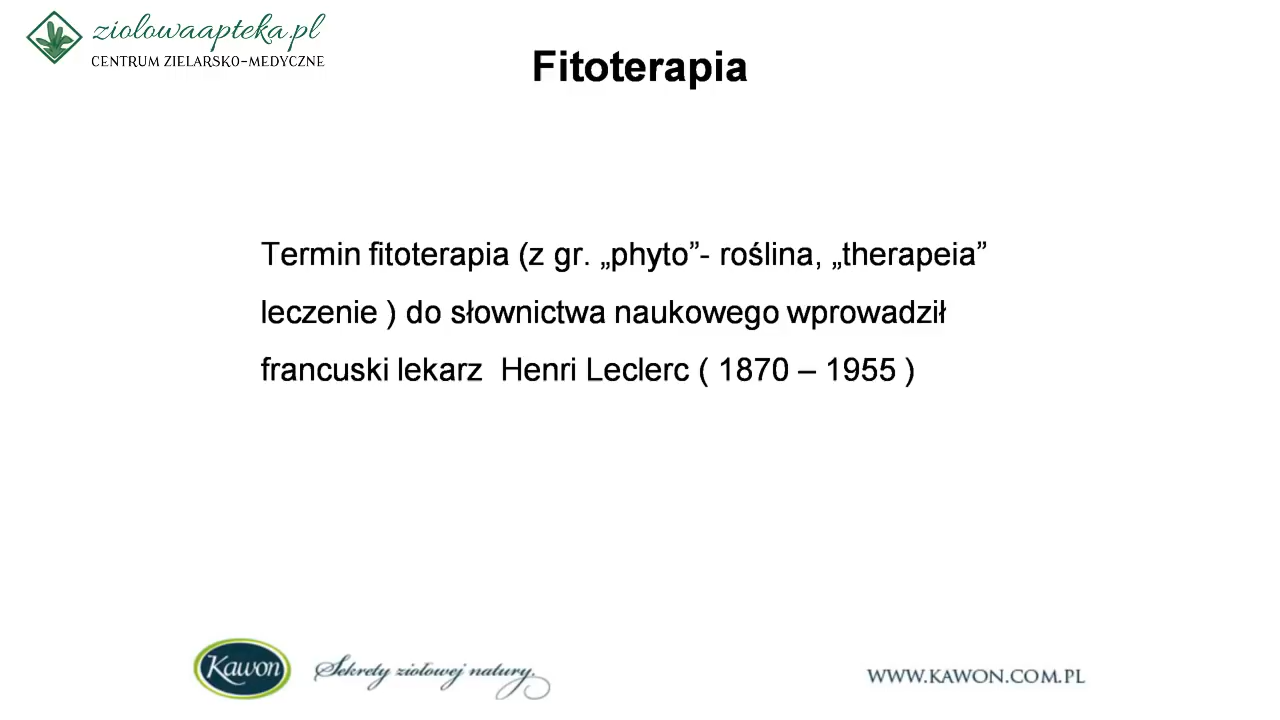 ziolowaapteka.pl
CENTRUM ZIELARSKO-MEDYCZNE
Fitoterapia
Termin fitoterapia (z gr. „phyto”- roślina, „therapeia”
leczenie ) do słownictwa naukowego wprowadził
francuski lekarz  Henri Leclerc ( 1870 – 1955 )
Kawon
Sekrety ziołowej natury.
WWW.KAWON.COM.PL